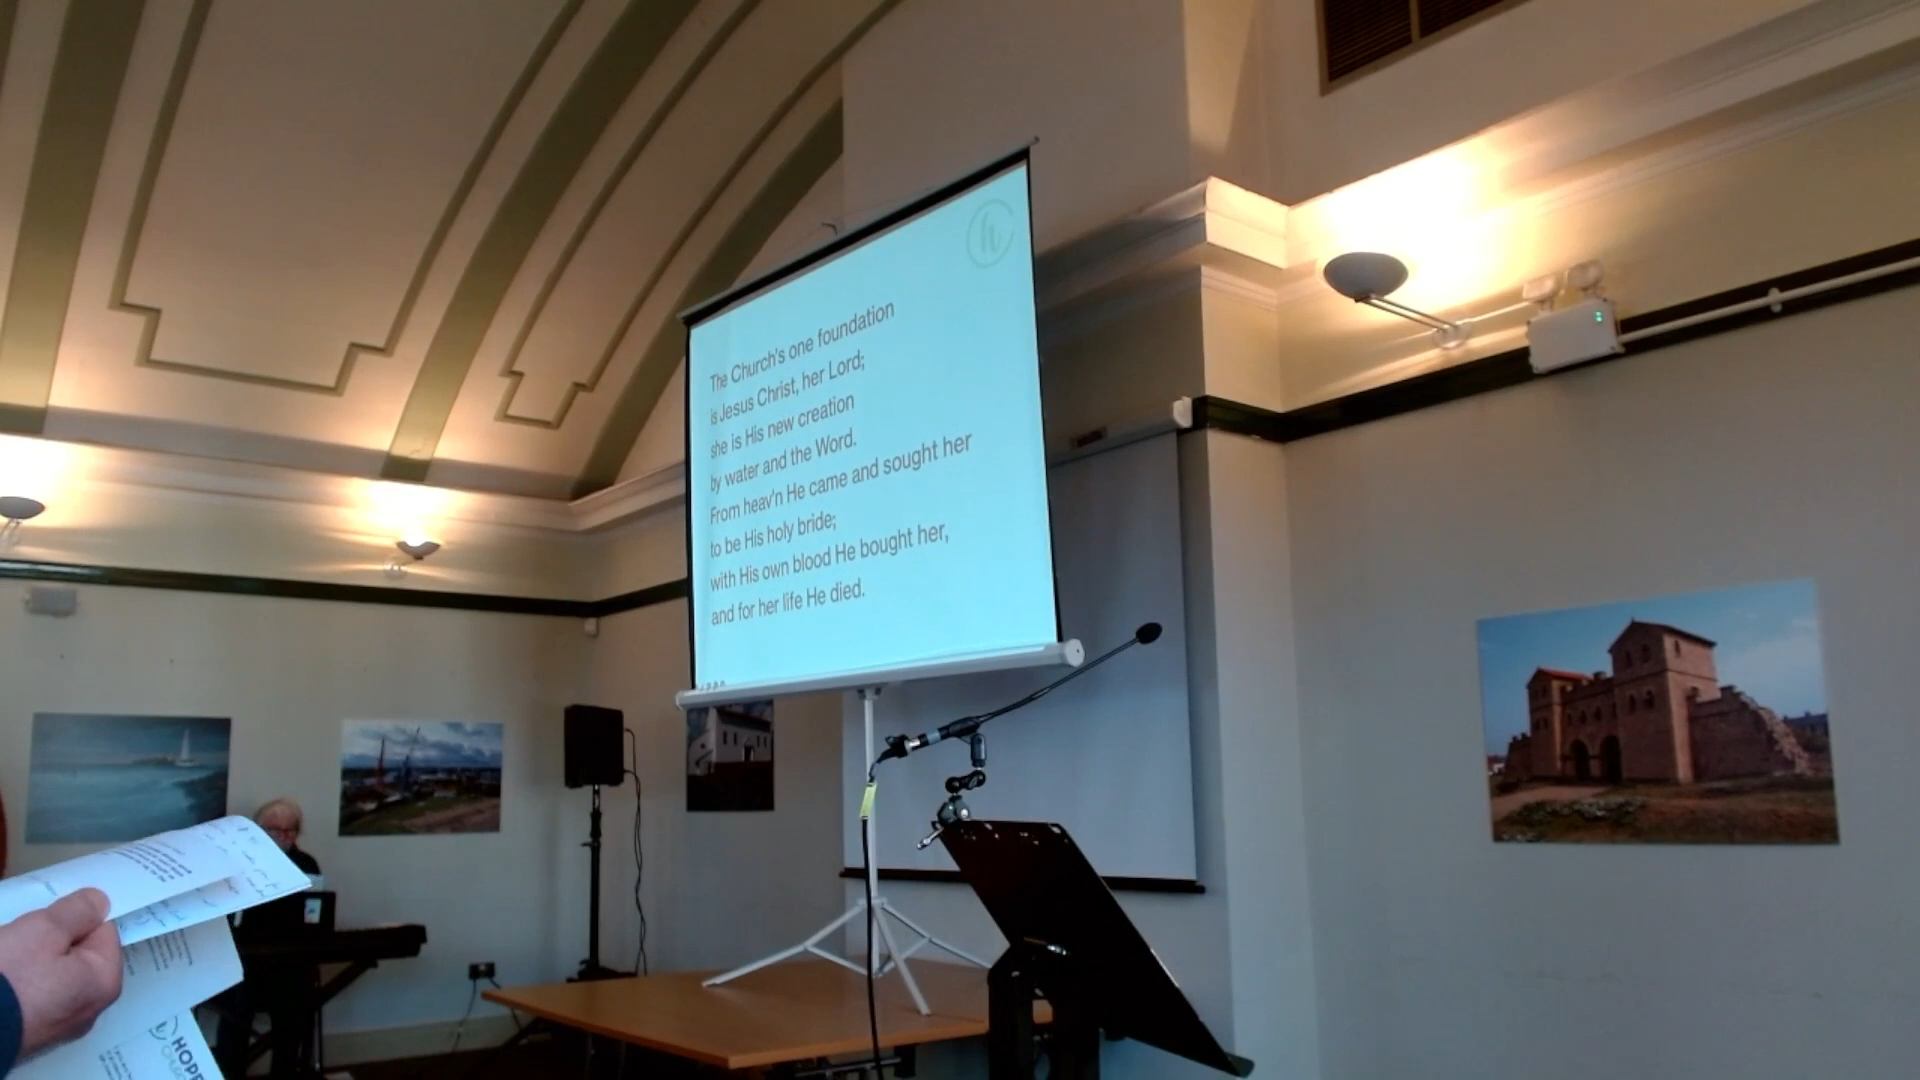 The Church's one foundation
is Jesus Christ, her Lord;
she is His new creation
by water and the Word.
From heav'n He came and sought her
to be His holy bride;
with His own blood He bought her,
and for her life He died.
HOPE